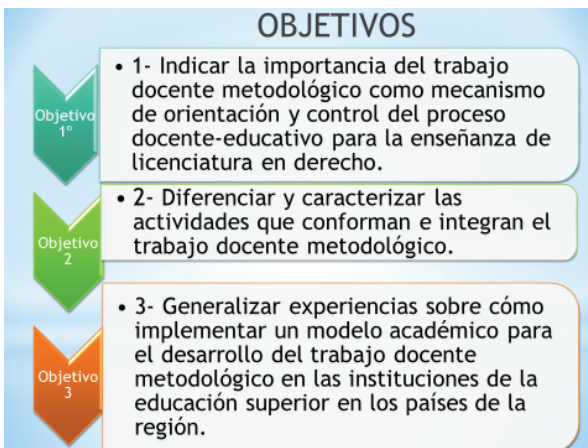 OBJETIVOS
Objetivo
1º
• 1- Indicar la importancia del trabajo
docente metodológico como mecanismo
de orientación y control del proceso
docente-educativo para la enseñanza de
licenciatura en derecho.
Objetivo
2
• 2- Diferenciar y caracterizar las
actividades que conforman e integran el
trabajo docente metodológico.
Objetivo
3
• 3- Generalizar experiencias sobre cómo
implementar un modelo académico para
el desarrollo del trabajo docente
metodológico en las instituciones de la
educación superior en los países de la
región.